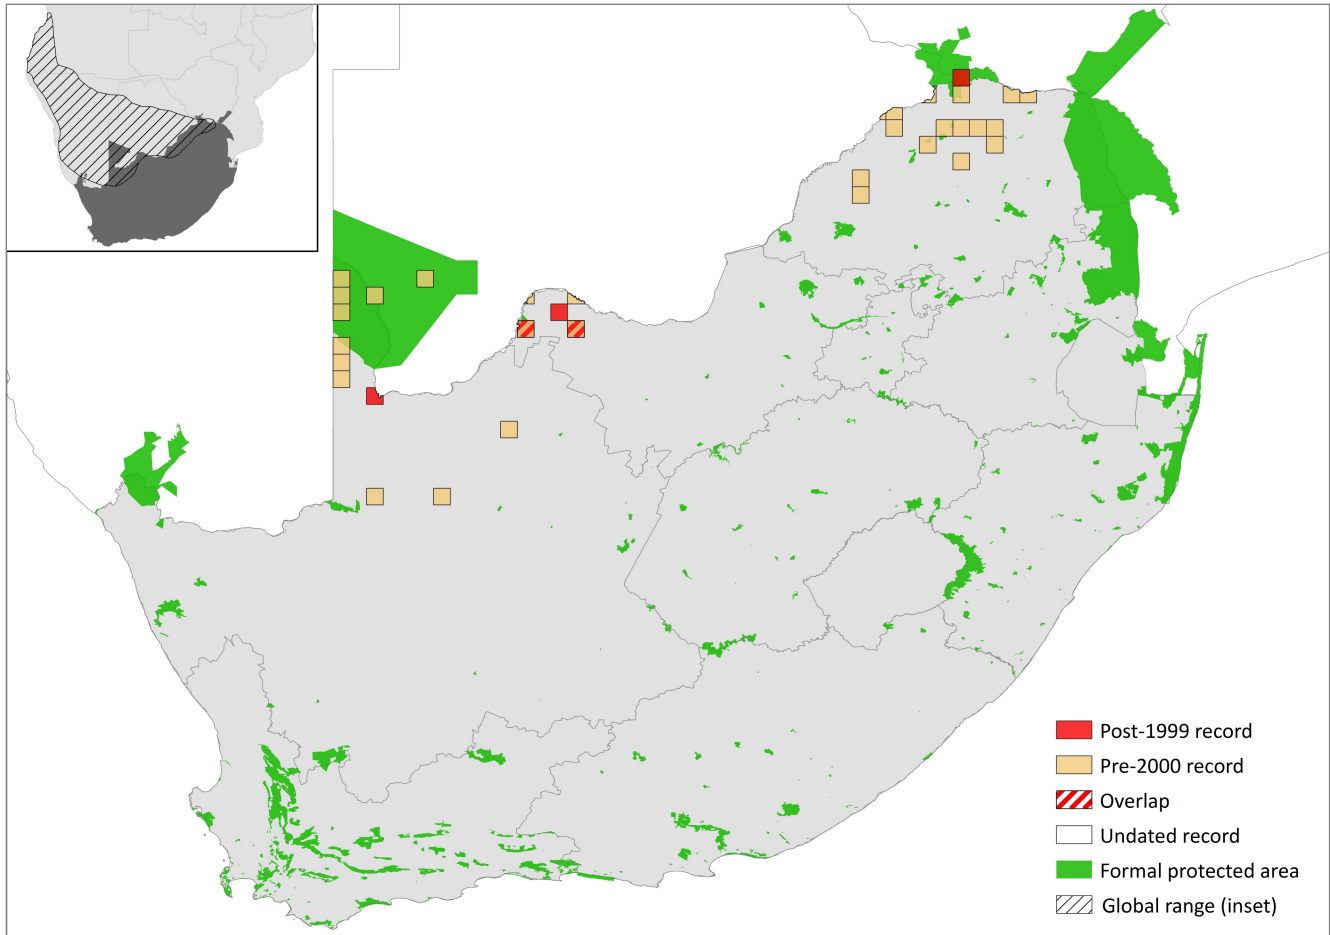 Post-1999 record
Pre-2000 record
Overlap
Undated record
Formal protected area
Global range (inset)